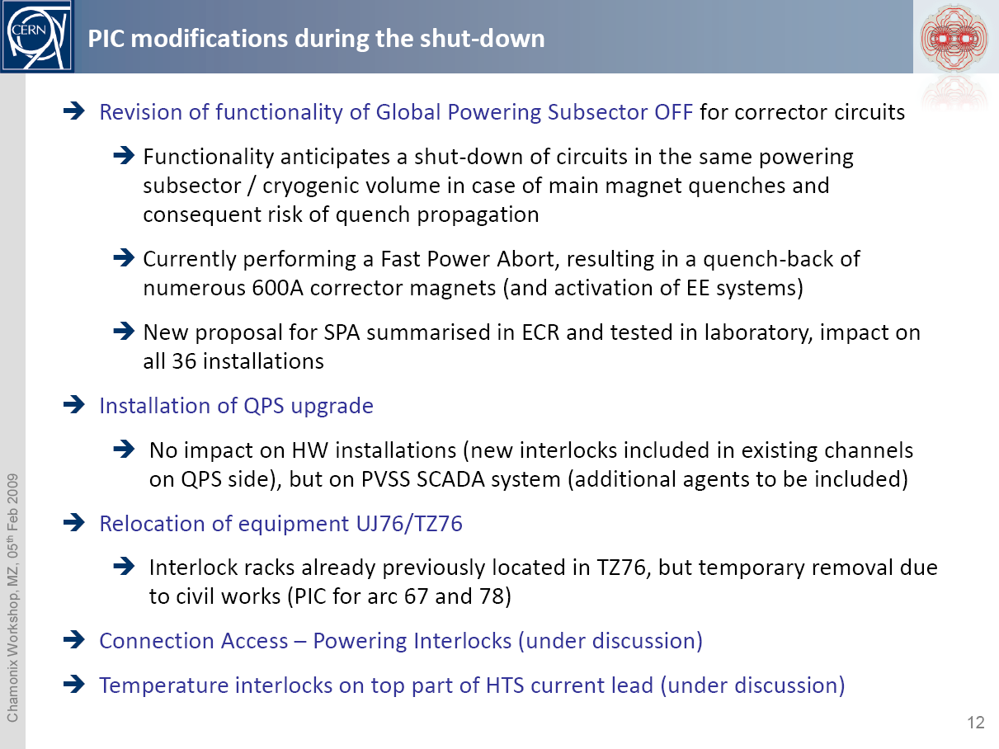 CERN
PIC modifications during the shut-down
➔ Revision of functionality of Global Powering Subsector OFF for corrector circuits
➔ Functionality anticipates a shut-down of circuits in the same powering
subsector / cryogenic volume in case of main magnet quenches and
consequent risk of quench propagation
➔ Currently performing a Fast Power Abort, resulting in a quench-back of
numerous 600A corrector magnets (and activation of EE systems)
➔ New proposal for SPA summarised in ECR and tested in laboratory, impact on
all 36 installations
➔ Installation of QPS upgrade
➔ No impact on HW installations (new interlocks included in existing channels
on QPS side), but on PVSS SCADA system (additional agents to be included)
➔ Relocation of equipment UJ76/TZ76
➔ Interlock racks already previously located in TZ76, but temporary removal due
to civil works (PIC for arc 67 and 78)
➔ Connection Access – Powering Interlocks (under discussion)
➔ Temperature interlocks on top part of HTS current lead (under discussion)
Chamonix Workshop, MZ, 05th Feb 2009
12